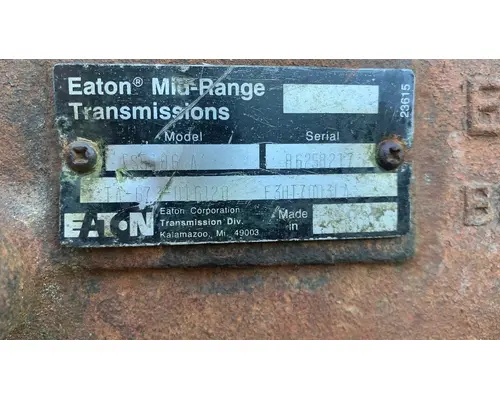 Eaton® Mid-Range
Transmissions
23615
Model Serial
Eaton Corporation
Transmission Div.
Kalamazoo, Mi. 49003
EATON
Made
in
E
B